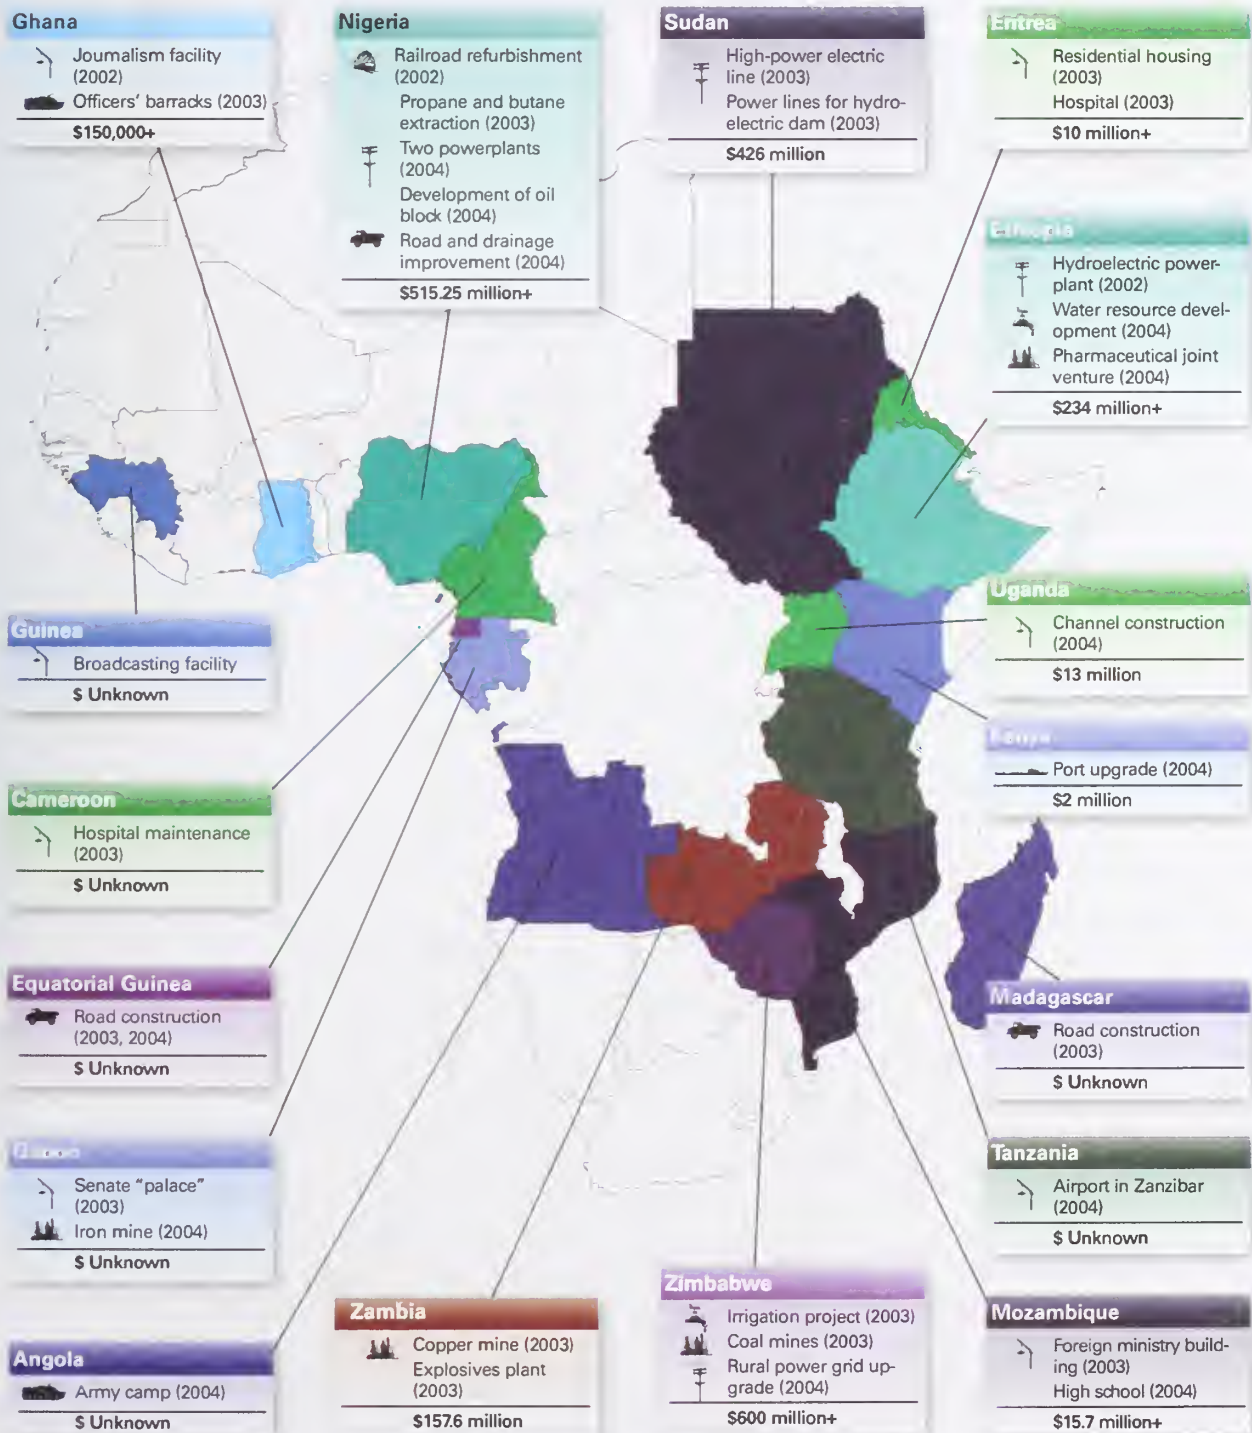 Ghana
Journalism facility
(2002)
Officers' barracks (2003)
$150,000+
Nigeria
Railroad refurbishment
(2002)
Propane and butane
extraction (2003)
Two powerplants
(2004)
Development of oil
block (2004)
Road and drainage
improvement (2004)
$515.25 million+
Sudan
High-power electric
line (2003)
Power lines for hydro-
electric dam (2003)
$426 million
Eritrea
Residential housing
(2003)
Hospital (2003)
$10 million+
Ethiopia
Hydroelectric power-
plant (2002)
Water resource devel-
opment (2004)
Pharmaceutical joint
venture (2004)
$234 million+
Guinea
Broadcasting facility
$ Unknown
Uganda
Channel construction
(2004)
$13 million
Kenya
Port upgrade (2004)
$2 million
Cameroon
Hospital maintenance
(2003)
$ Unknown
Equatorial Guinea
Road construction
(2003, 2004)
$ Unknown
Madagascar
Road construction
(2003)
$ Unknown
Gabon
Senate "palace"
(2003)
Iron mine (2004)
$ Unknown
Tanzania
Airport in Zanzibar
(2004)
$ Unknown
Angola
Army camp (2004)
$ Unknown
Zambia
Copper mine (2003)
Explosives plant
(2003)
$157.6 million
Zimbabwe
Irrigation project (2003)
Coal mines (2003)
Rural power grid up-
grade (2004)
$600 million+
Mozambique
Foreign ministry build-
ing (2003)
High school (2004)
$15.7 million+